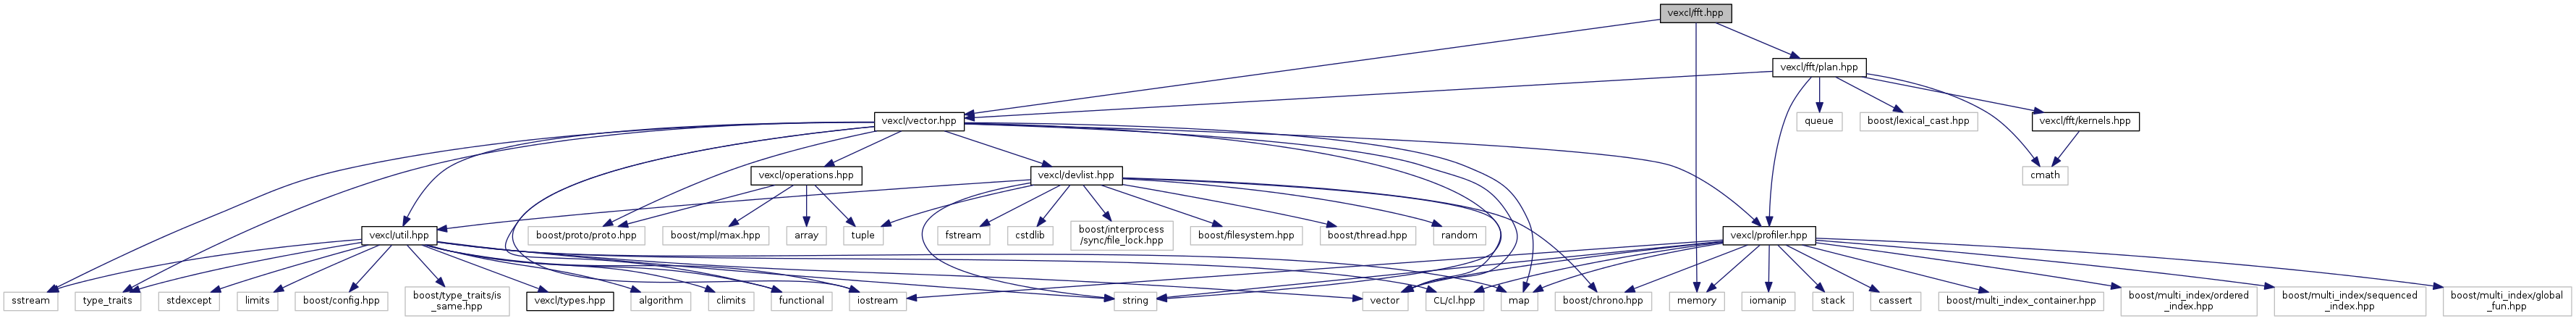 vexcl/fft.hpp
vexcl/fft/plan.hpp
vexcl/vector.hpp
queue
boost/lexical_cast.hpp
vexcl/fft/kernels.hpp
vexcl/operations.hpp
vexcl/devlist.hpp
cmath
vexcl/util.hpp
boost/proto/proto.hpp
boost/mpl/max.hpp
array
tuple
fstream
cstdlib
boost/interprocess
/sync/file_lock.hpp
boost/filesystem.hpp
boost/thread.hpp
random
vexcl/profiler.hpp
sstream
type_traits
stdexcept
limits
boost/config.hpp
boost/type_traits/is
_same.hpp
vexcl/types.hpp
algorithm
climits
functional
iostream
string
vector
CL/cl.hpp
map
boost/chrono.hpp
memory
iomanip
stack
cassert
boost/multi_index_container.hpp
boost/multi_index/ordered
_index.hpp
boost/multi_index/sequenced
_index.hpp
boost/multi_index/global
_fun.hpp